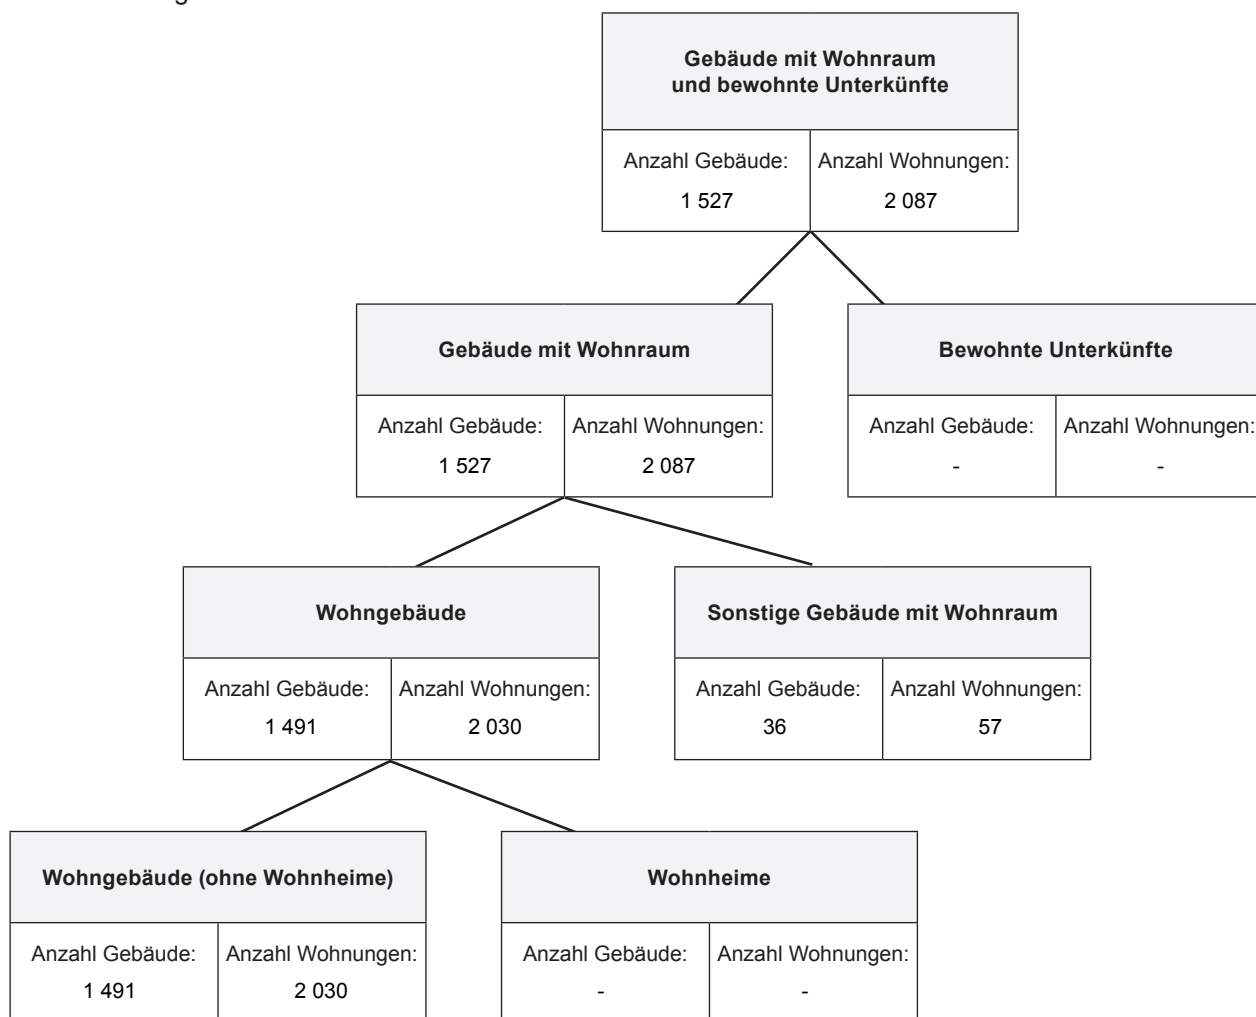 Gebäude mit Wohnraum
und bewohnte Unterkünfte
Anzahl Gebäude: Anzahl Wohnungen:
1 527 2 087
Gebäude mit Wohnraum Bewohnte Unterkünfte
Anzahl Gebäude: Anzahl Wohnungen: Anzahl Gebäude: Anzahl Wohnungen:
1 527 2 087 - -
Wohngebäude Sonstige Gebäude mit Wohnraum
Anzahl Gebäude: Anzahl Wohnungen: Anzahl Gebäude: Anzahl Wohnungen:
1 491 2 030 36 57
Wohngebäude (ohne Wohnheime) Wohnheime
Anzahl Gebäude: Anzahl Wohnungen: Anzahl Gebäude: Anzahl Wohnungen:
1 491 2 030 - -